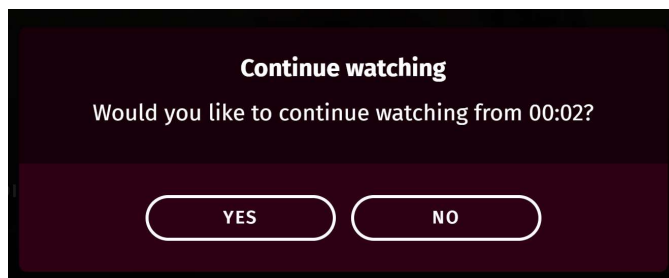 Continue watching
Would you like to continue watching from 00:02?
YES
NO